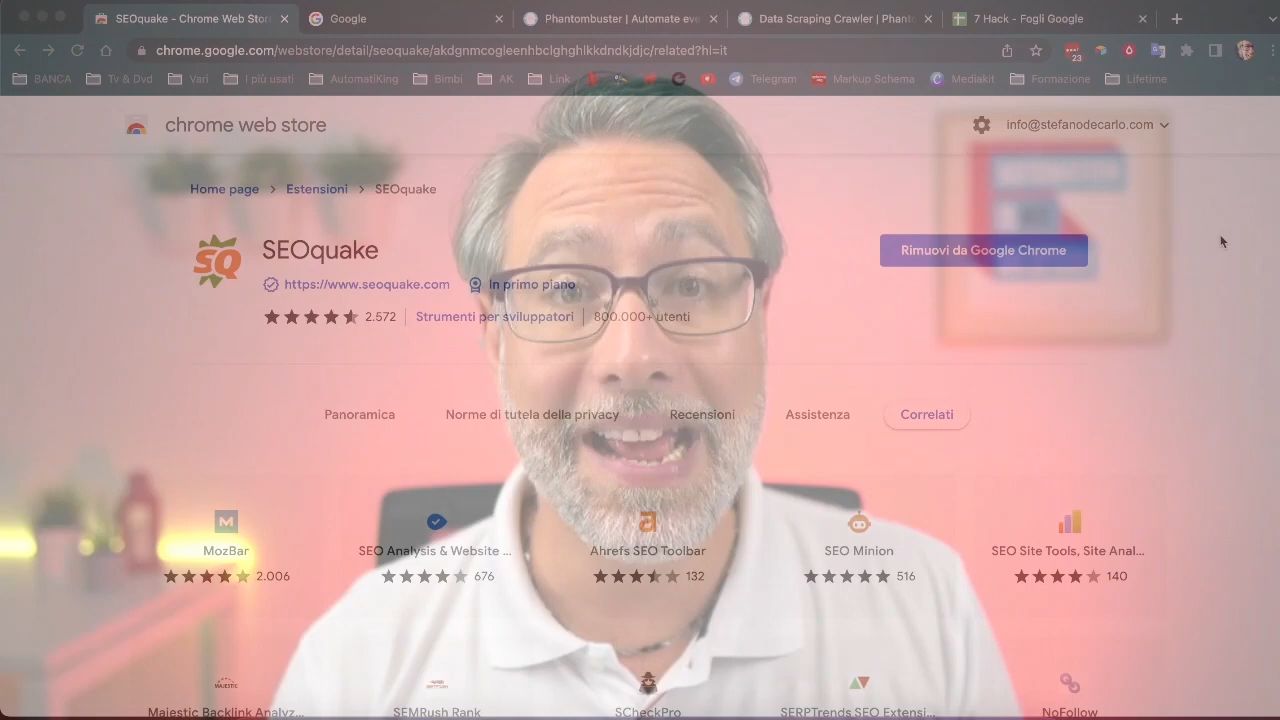 SEOquake - Chrome Web Stor
Google
Phantombuster | Automate eve
Data Scraping Crawler | Phant
7 Hack - Fogli Google
chrome.google.com/webstore/detail/seoquake/akdgnmcogleenhbclghghlkkdndkjdjc/related?hl=it
23
BANCA
Tv & Dvd
Vari
I più usati
AutomatiKing
Bimbi
AK
Link
Telegram
Markup Schema
Mediakit
Formazione
Lifetime
chrome web store
info@stefanodecarlo.com
Home page > Estensioni > SEOquake
SQ
SEOquake
Rimuovi da Google Chrome
https://www.seoquake.com
In primo piano
2.572
Strumenti per sviluppatori
800.000+ utenti
Panoramica
Norme di tutela della privacy
Recensioni
Assistenza
Correlati
M
MozBar
SEO Analysis & Website ...
Ahrefs SEO Toolbar
SEO Minion
SEO Site Tools, Site Anal...
2.006
676
132
516
140
MAJESTIC
Majestic Backlink Analyz...
SEMRush Rank
SCheckPro
SERPTrends SEO Extensi...
NoFollow